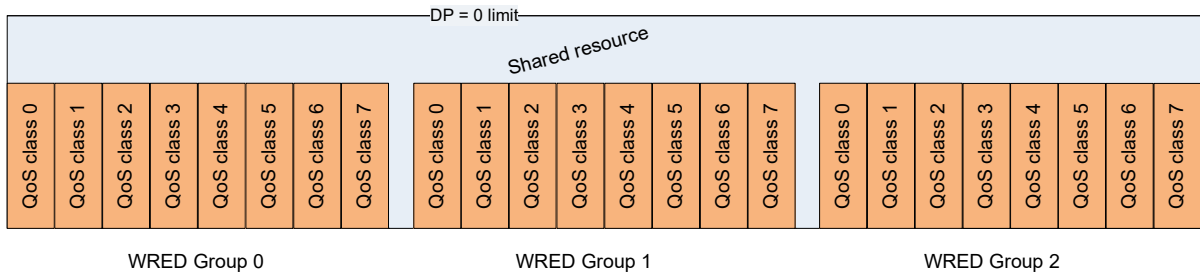 DP = 0 limit
Shared resource
QoS class 0
QoS class 1
QoS class 2
QoS class 3
QoS class 4
QoS class 5
QoS class 6
QoS class 7
QoS class 0
QoS class 1
QoS class 2
QoS class 3
QoS class 4
QoS class 5
QoS class 6
QoS class 7
QoS class 0
QoS class 1
QoS class 2
QoS class 3
QoS class 4
QoS class 5
QoS class 6
QoS class 7
WRED Group 0
WRED Group 1
WRED Group 2